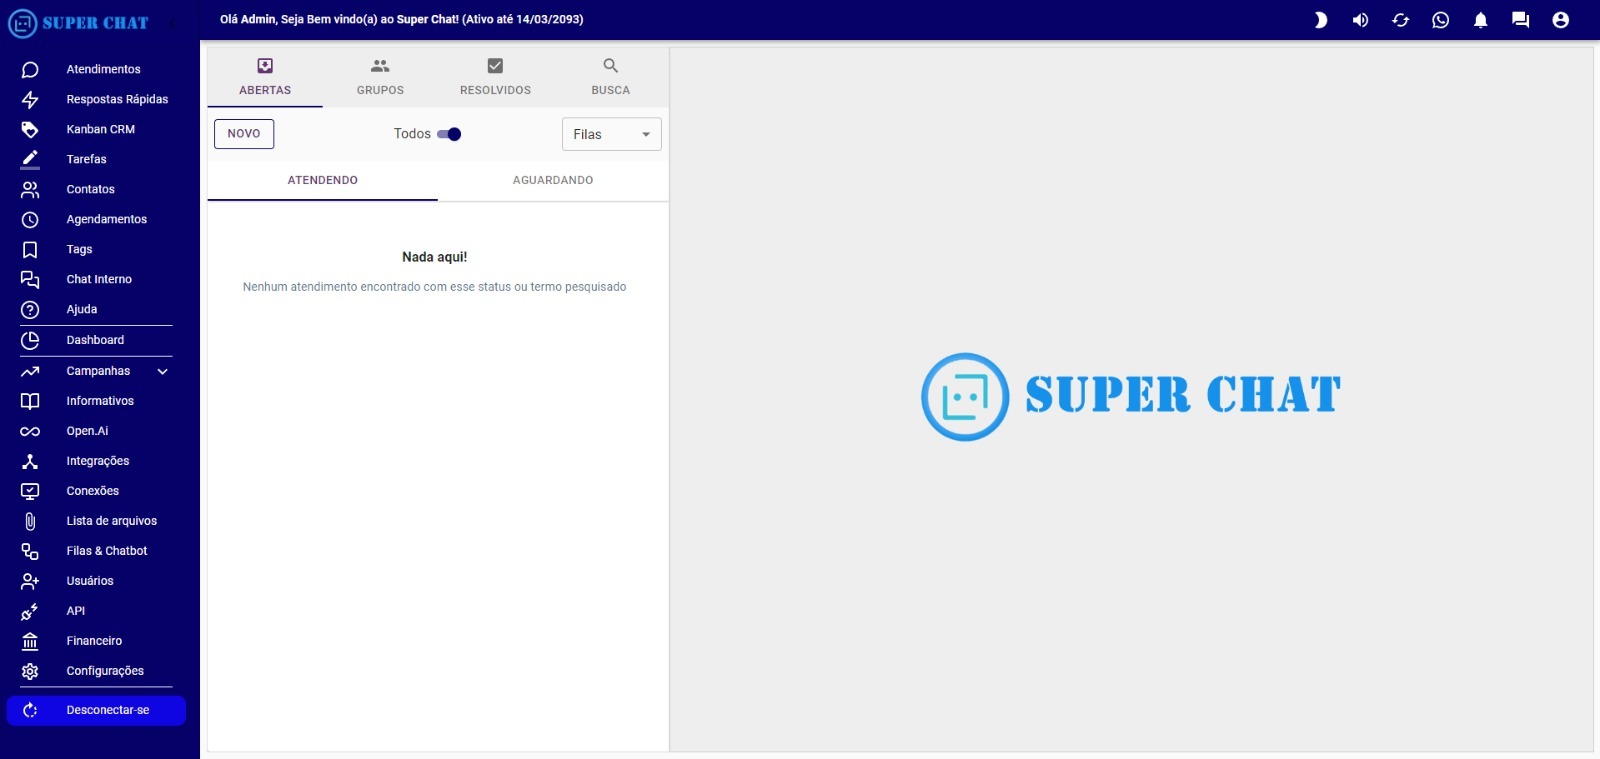 SUPER CHAT
Olá Admin, Seja Bem vindo(a) ao Super Chat! (Ativo até 14/03/2093)
Atendimentos
Respostas Rápidas
Kanban CRM
Tarefas
Contatos
Agendamentos
Tags
Chat Interno
Ajuda
Dashboard
Campanhas
Informativos
Open.Ai
Integrações
Conexões
Lista de arquivos
Filas & Chatbot
Usuários
API
Financeiro
Configurações
Desconectar-se
ABERTAS GRUPOS RESOLVIDOS BUSCA
NOVO Todos Filas
ATENDENDO AGUARDANDO
Nada aqui!
Nenhum atendimento encontrado com esse status ou termo pesquisado
SUPER CHAT